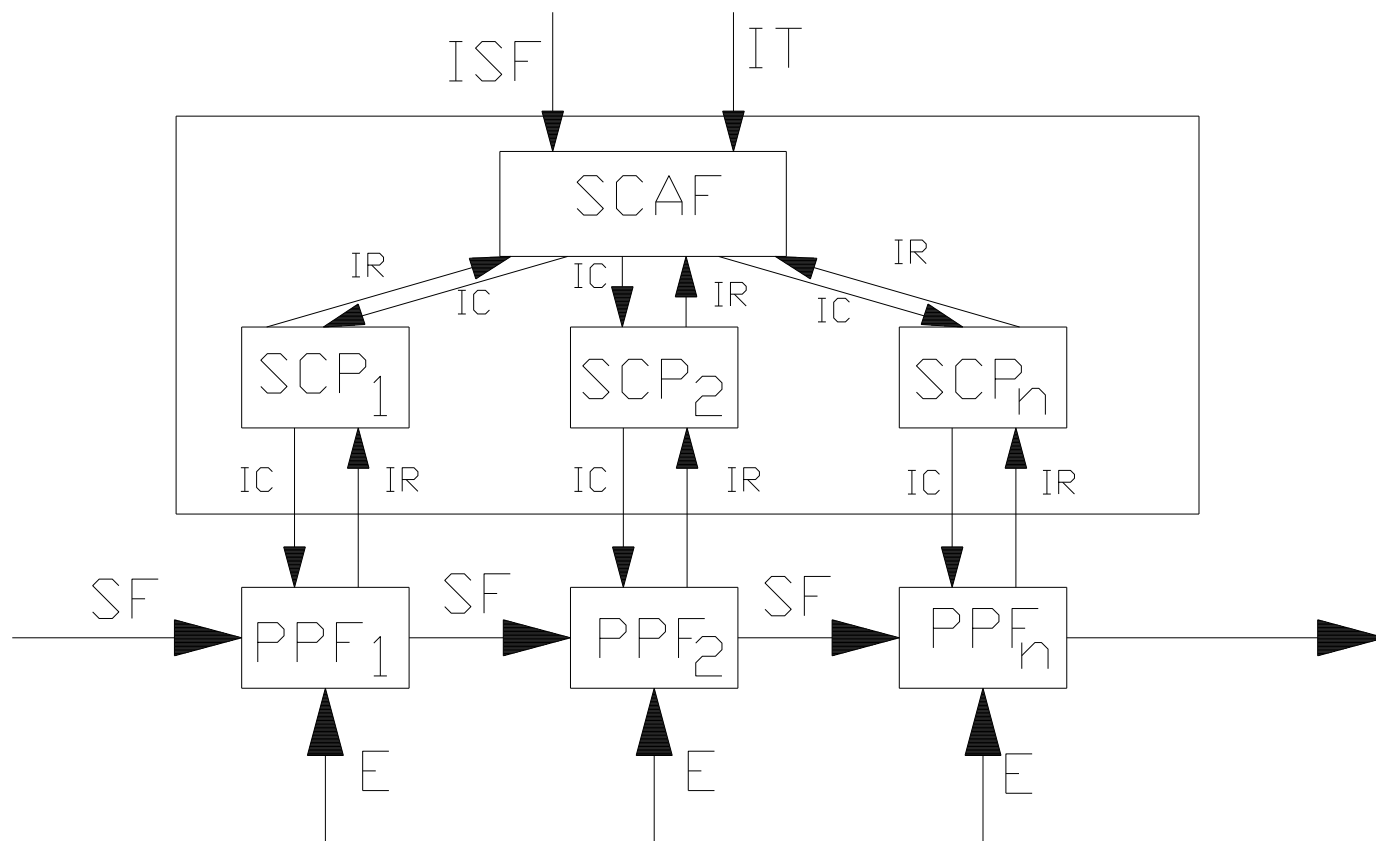 ISF IT
SCAF
IR IC IC IR IC IR
SCP1 SCP2 SCPn
IC IR IC IR IC IR
SF SF SF
PPF1 PPF2 PPFn
E E E